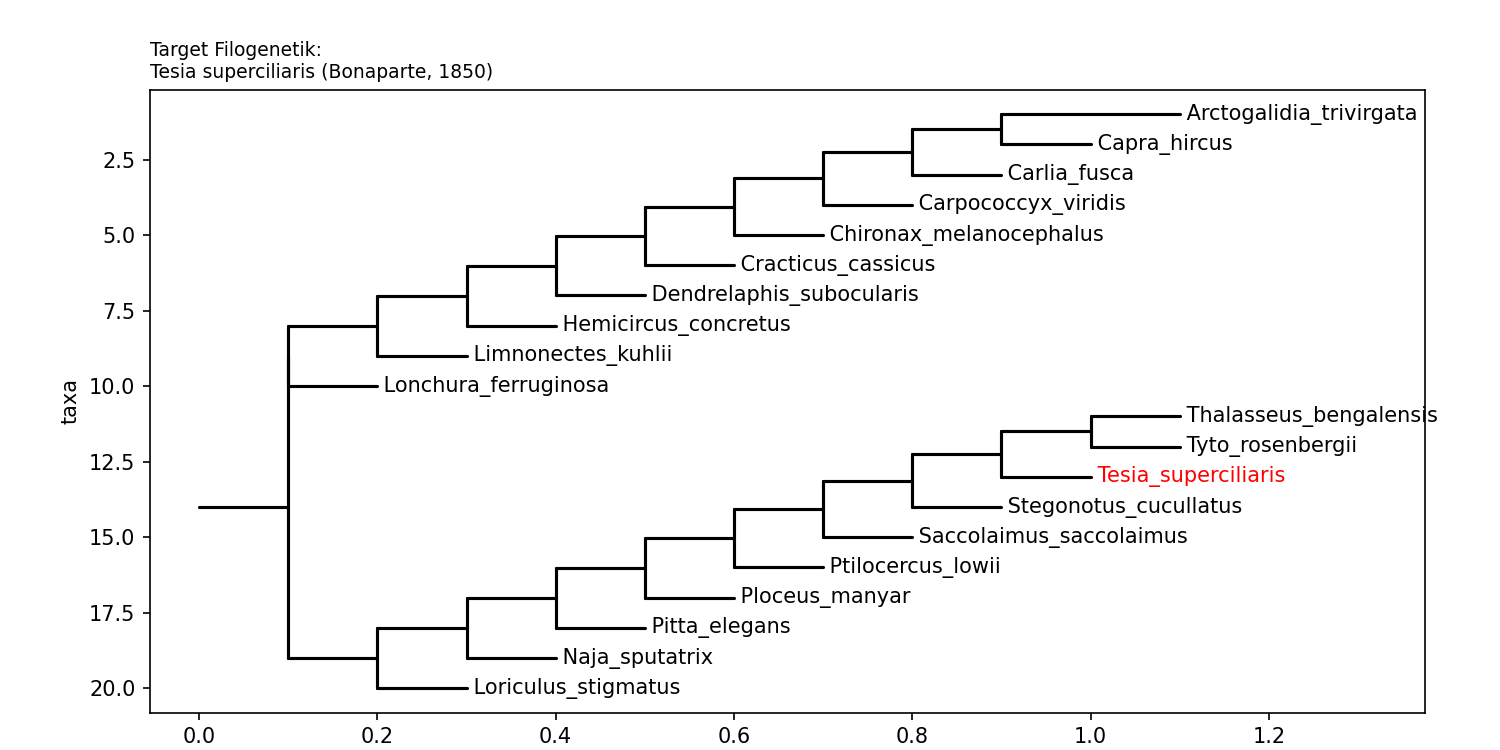 Target Filogenetik:
Tesia superciliaris (Bonaparte, 1850)
Arctogalidia_trivirgata
Capra_hircus
2.5
Carlia_fusca
Carpococcyx_viridis
5.0
Chironax_melanocephalus
Cracticus_cassicus
Dendrelaphis_subocularis
7.5
Hemicircus_concretus
Limnonectes_kuhlii
10.0
Lonchura_ferruginosa
taxa
Thalasseus_bengalensis
Tyto_rosenbergii
12.5
Tesia_superciliaris
Stegonotus_cucullatus
15.0
Saccolaimus_saccolaimus
Ptilocercus_lowii
17.5
Ploceus_manyar
Pitta_elegans
Naja_sputatrix
20.0
Loriculus_stigmatus
0.0 0.2 0.4 0.6 0.8 1.0 1.2